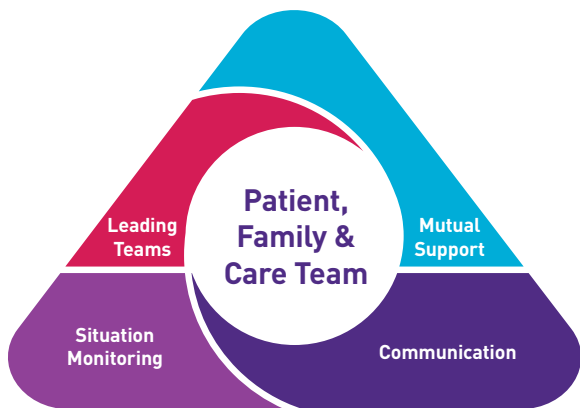 Patient,
Family &
Care Team
Leading
Teams
Mutual
Support
Situation
Monitoring
Communication